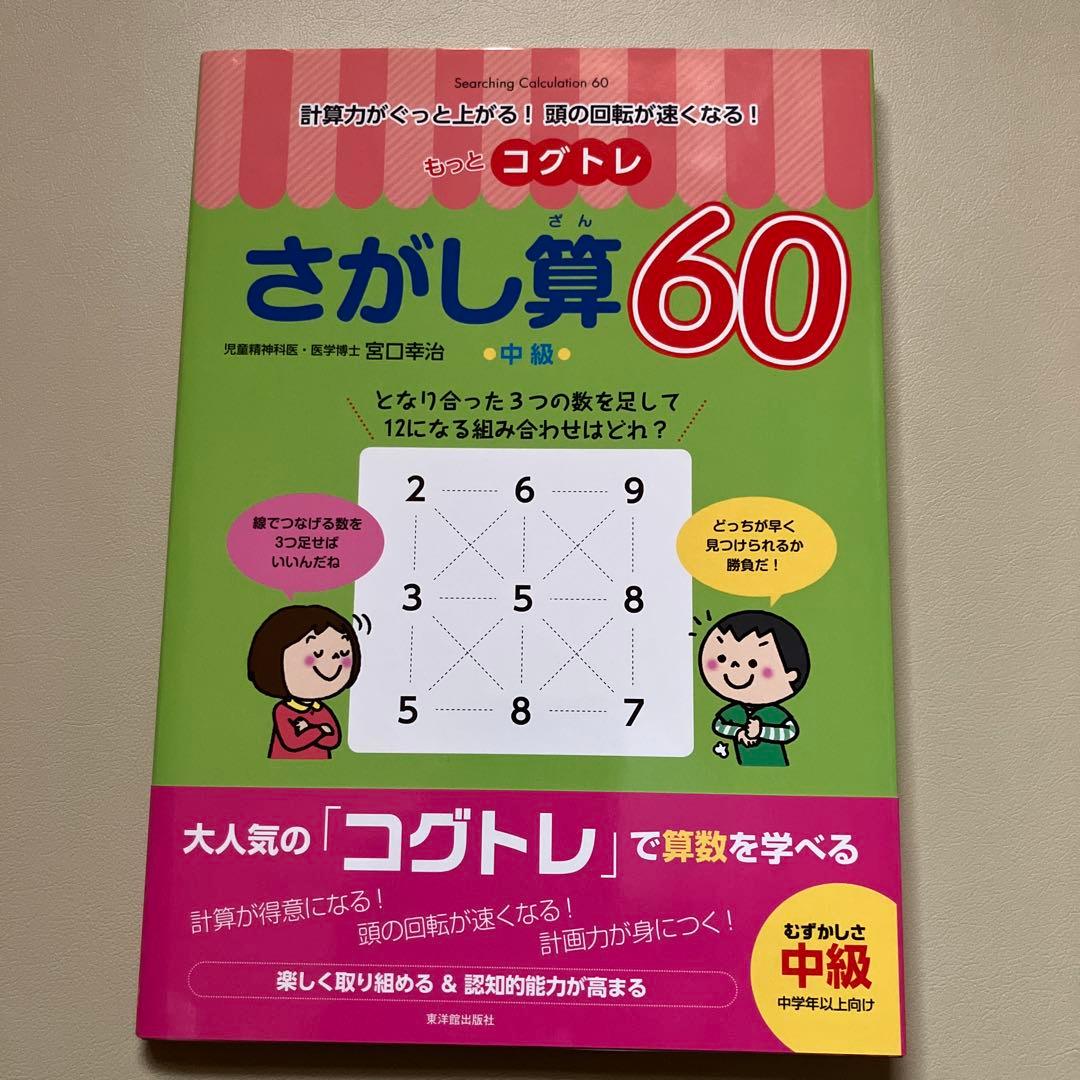 Searching Calculation 60
計算力がぐっと上がる！ 頭の回転が速くなる！
もっと コグトレ
ざん
さがし算60
児童精神科医・医学博士 宮口幸治
中級
となり合った３つの数を足して
12になる組み合わせはどれ？
2 6 9
線でつなげる数を
3つ足せば
いいんだね
どっちが早く
見つけられるか
勝負だ！
3 5 8
5 8 7
大人気の「コグトレ」で算数を学べる
計算が得意になる！
頭の回転が速くなる！
計画力が身につく！
楽しく取り組める & 認知的能力が高まる
むずかしさ
中級
中学年以上向け
東洋館出版社